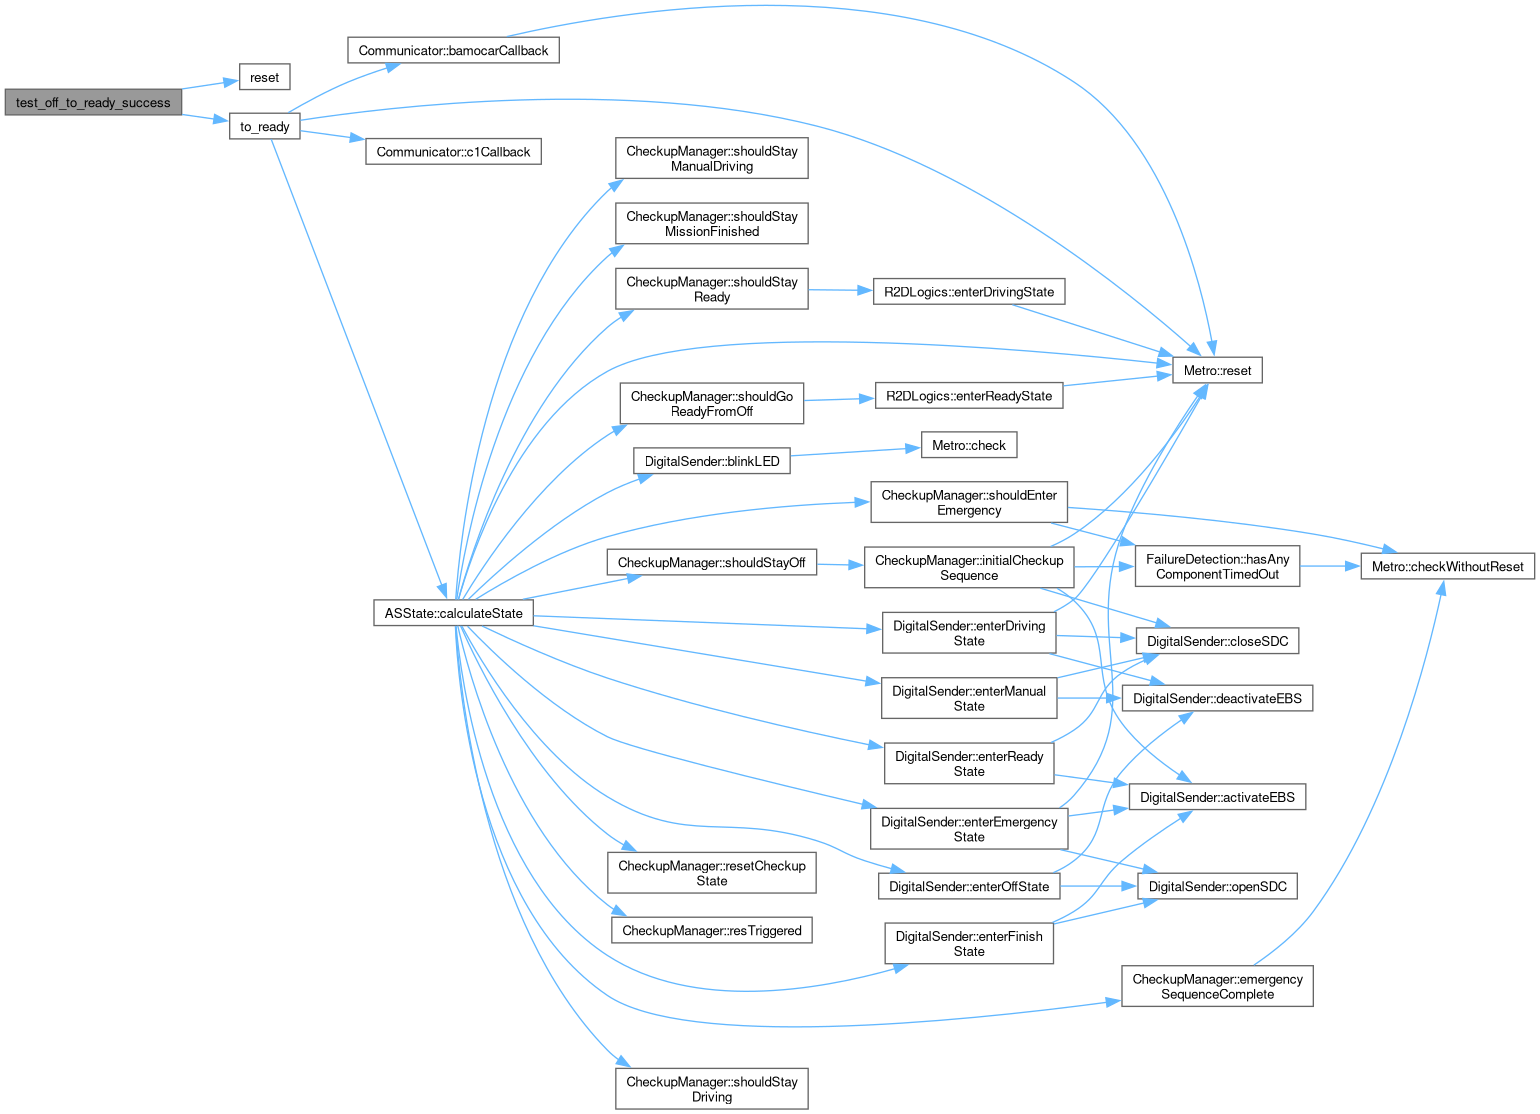 Communicator::bamocarCallback
reset
test_off_to_ready_success
to_ready
Communicator::c1Callback
CheckupManager::shouldStay
ManualDriving
CheckupManager::shouldStay
MissionFinished
CheckupManager::shouldStay
Ready
R2DLogics::enterDrivingState
Metro::reset
CheckupManager::shouldGo
ReadyFromOff
R2DLogics::enterReadyState
Metro::check
DigitalSender::blinkLED
CheckupManager::shouldEnter
Emergency
CheckupManager::shouldStayOff
CheckupManager::initialCheckup
Sequence
FailureDetection::hasAny
ComponentTimedOut
Metro::checkWithoutReset
ASState::calculateState
DigitalSender::enterDriving
State
DigitalSender::closeSDC
DigitalSender::enterManual
State
DigitalSender::deactivateEBS
DigitalSender::enterReady
State
DigitalSender::activateEBS
DigitalSender::enterEmergency
State
CheckupManager::resetCheckup
State
DigitalSender::enterOffState
DigitalSender::openSDC
CheckupManager::resTriggered
DigitalSender::enterFinish
State
CheckupManager::emergency
SequenceComplete
CheckupManager::shouldStay
Driving